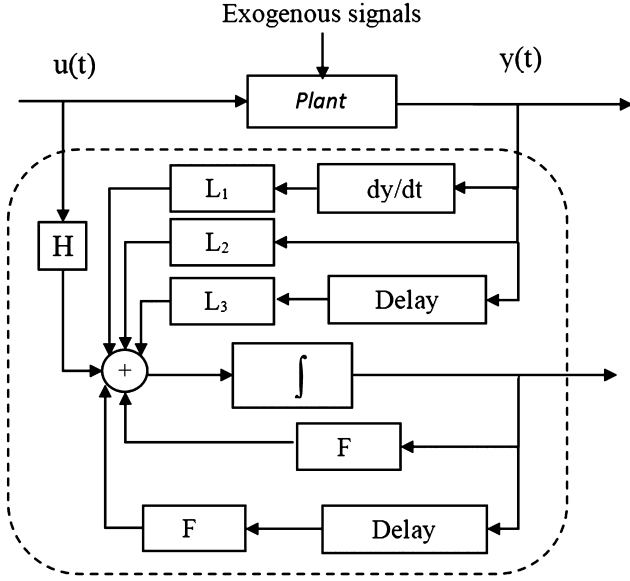 Exogenous signals
u(t)
y(t)
Plant
L₁
dy/dt
H
L₂
L₃
Delay
+
∫
F
F
Delay